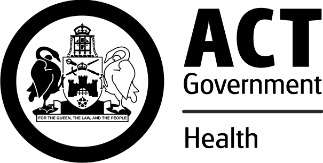 FOR THE QUEEN, THE LAW, AND THE PEOPLE
ACT
Government
Health